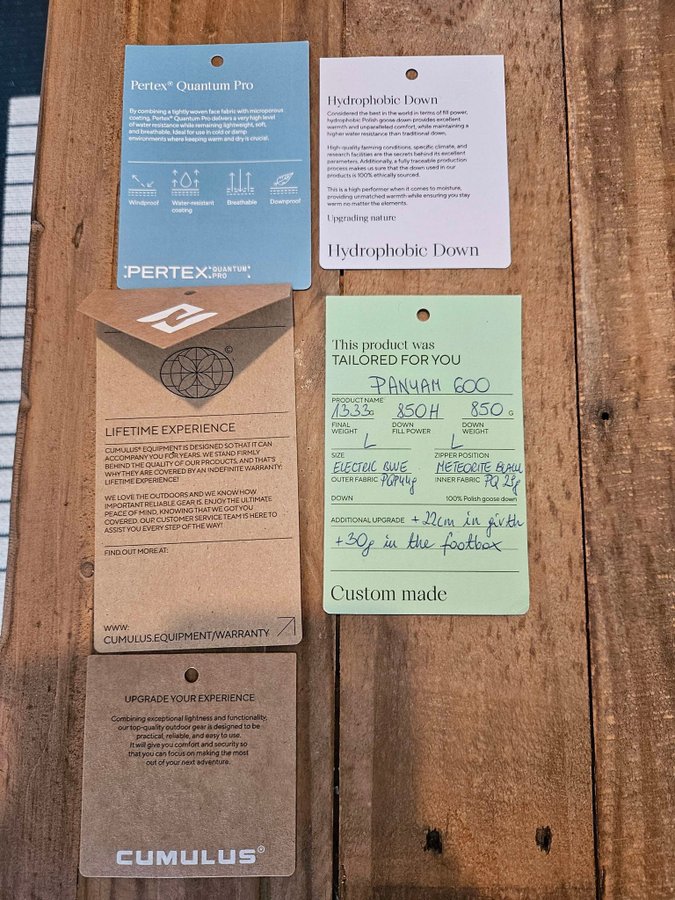 Pertex® Quantum Pro
By combining a tightly woven face fabric with microporous
coating, Pertex® Quantum Pro delivers a very high level
of water resistance while remaining lightweight, soft,
and breathable. Ideal for use in cold or damp
environments where keeping warm and dry is crucial.
Windproof
Water-resistant
coating
Breathable
Downproof
PERTEX® QUANTUM
PRO
Hydrophobic Down
Considered the best in the world in terms of fill power,
hydrophobic Polish goose down provides excellent
warmth and unparalleled comfort, while maintaining a
higher water resistance than traditional down.
High-quality farming conditions, specific climate, and
research facilities are the secrets behind its excellent
parameters. Additionally, a fully traceable production
process makes us sure that the down used in our
products is 100% ethically sourced.
This is a high performer when it comes to moisture,
providing unmatched warmth while ensuring you stay
warm no matter the elements.
Upgrading nature
Hydrophobic Down
©
LIFETIME EXPERIENCE
CUMULUS® EQUIPMENT IS DESIGNED SO THAT IT CAN
ACCOMPANY YOU FOR YEARS. WE STAND FIRMLY
BEHIND THE QUALITY OF OUR PRODUCTS, AND THAT'S
WHY THEY ARE COVERED BY AN INDEFINITE WARRANTY:
LIFETIME EXPERIENCE!
WE LOVE THE OUTDOORS AND WE KNOW HOW
IMPORTANT RELIABLE GEAR IS. ENJOY THE ULTIMATE
PEACE OF MIND, KNOWING THAT WE GOT YOU
COVERED. OUR CUSTOMER SERVICE TEAM IS HERE TO
ASSIST YOU EVERY STEP OF THE WAY!
FIND OUT MORE AT:
WWW:
CUMULUS.EQUIPMENT/WARRANTY
This product was
TAILORED FOR YOU
PANYAM 600
PRODUCT NAME
1333G 850H 850 G
FINAL
WEIGHT
DOWN
FILL POWER
DOWN
WEIGHT
L L
SIZE ZIPPER POSITION
ELECTRIC BLUE METEORITE BLACK
OUTER FABRIC PQP44g INNER FABRIC PQ 29g
DOWN 100% Polish goose down
ADDITIONAL UPGRADE +22cm in girth
+30g in the footbox
Custom made
UPGRADE YOUR EXPERIENCE
Combining exceptional lightness and functionality,
our top-quality outdoor gear is designed to be
practical, reliable, and easy to use.
It will give you comfort and security so
that you can focus on making the most
out of your next adventure.
CUMULUS®